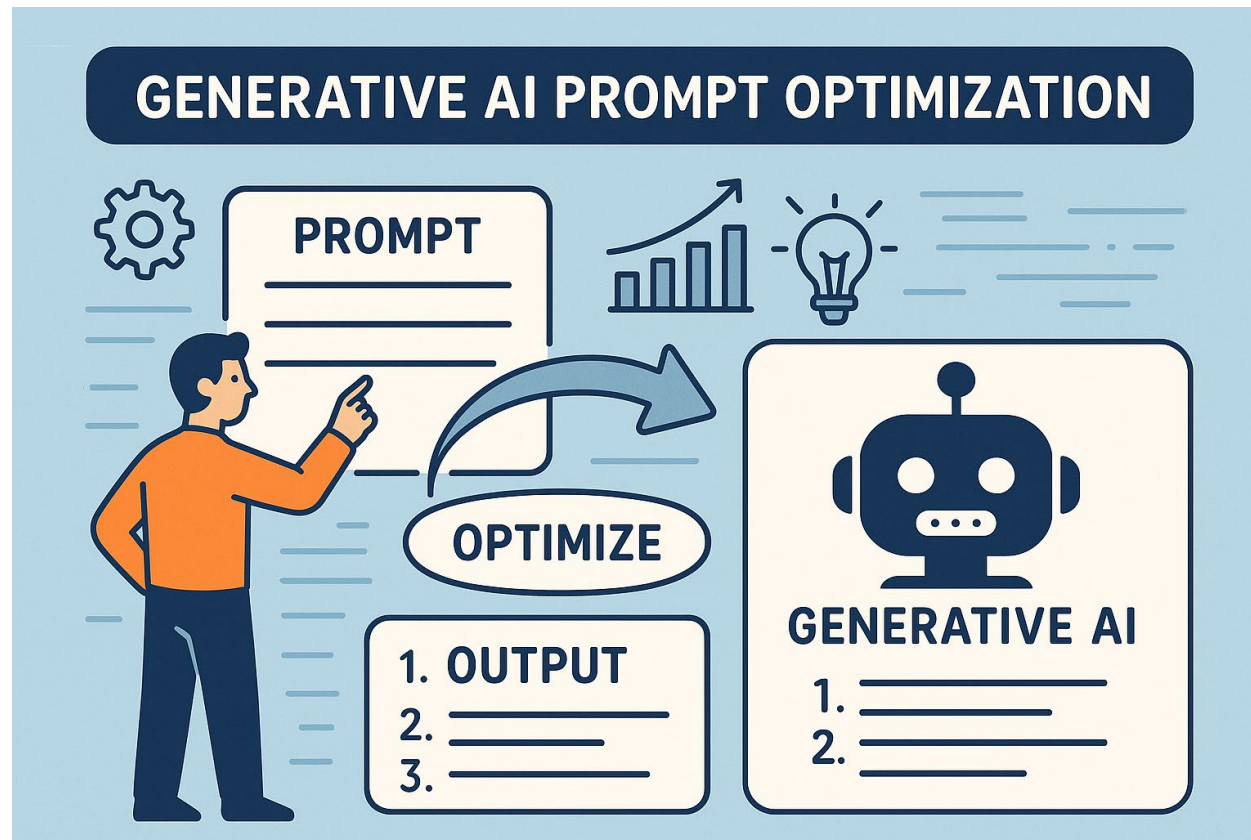 GENERATIVE AI PROMPT OPTIMIZATION
PROMPT
OPTIMIZE
1. OUTPUT
2.
3.
GENERATIVE AI
1.
2.